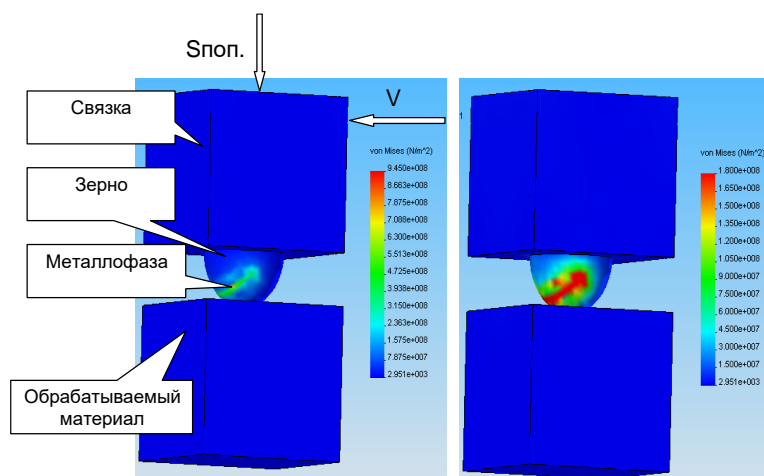 Sпоп.
V
Связка
Зерно
Металлофаза
Обрабатываемый
материал
von Mises (N/m^2)
9.450e+008
8.663e+008
7.875e+008
7.088e+008
6.300e+008
5.513e+008
4.725e+008
3.938e+008
3.150e+008
2.363e+008
1.575e+008
7.875e+007
2.951e+003
1
von Mises (N/m^2)
1.800e+008
1.650e+008
1.500e+008
1.350e+008
1.200e+008
1.050e+008
9.000e+007
7.500e+007
6.000e+007
4.500e+007
3.000e+007
1.500e+007
2.951e+003